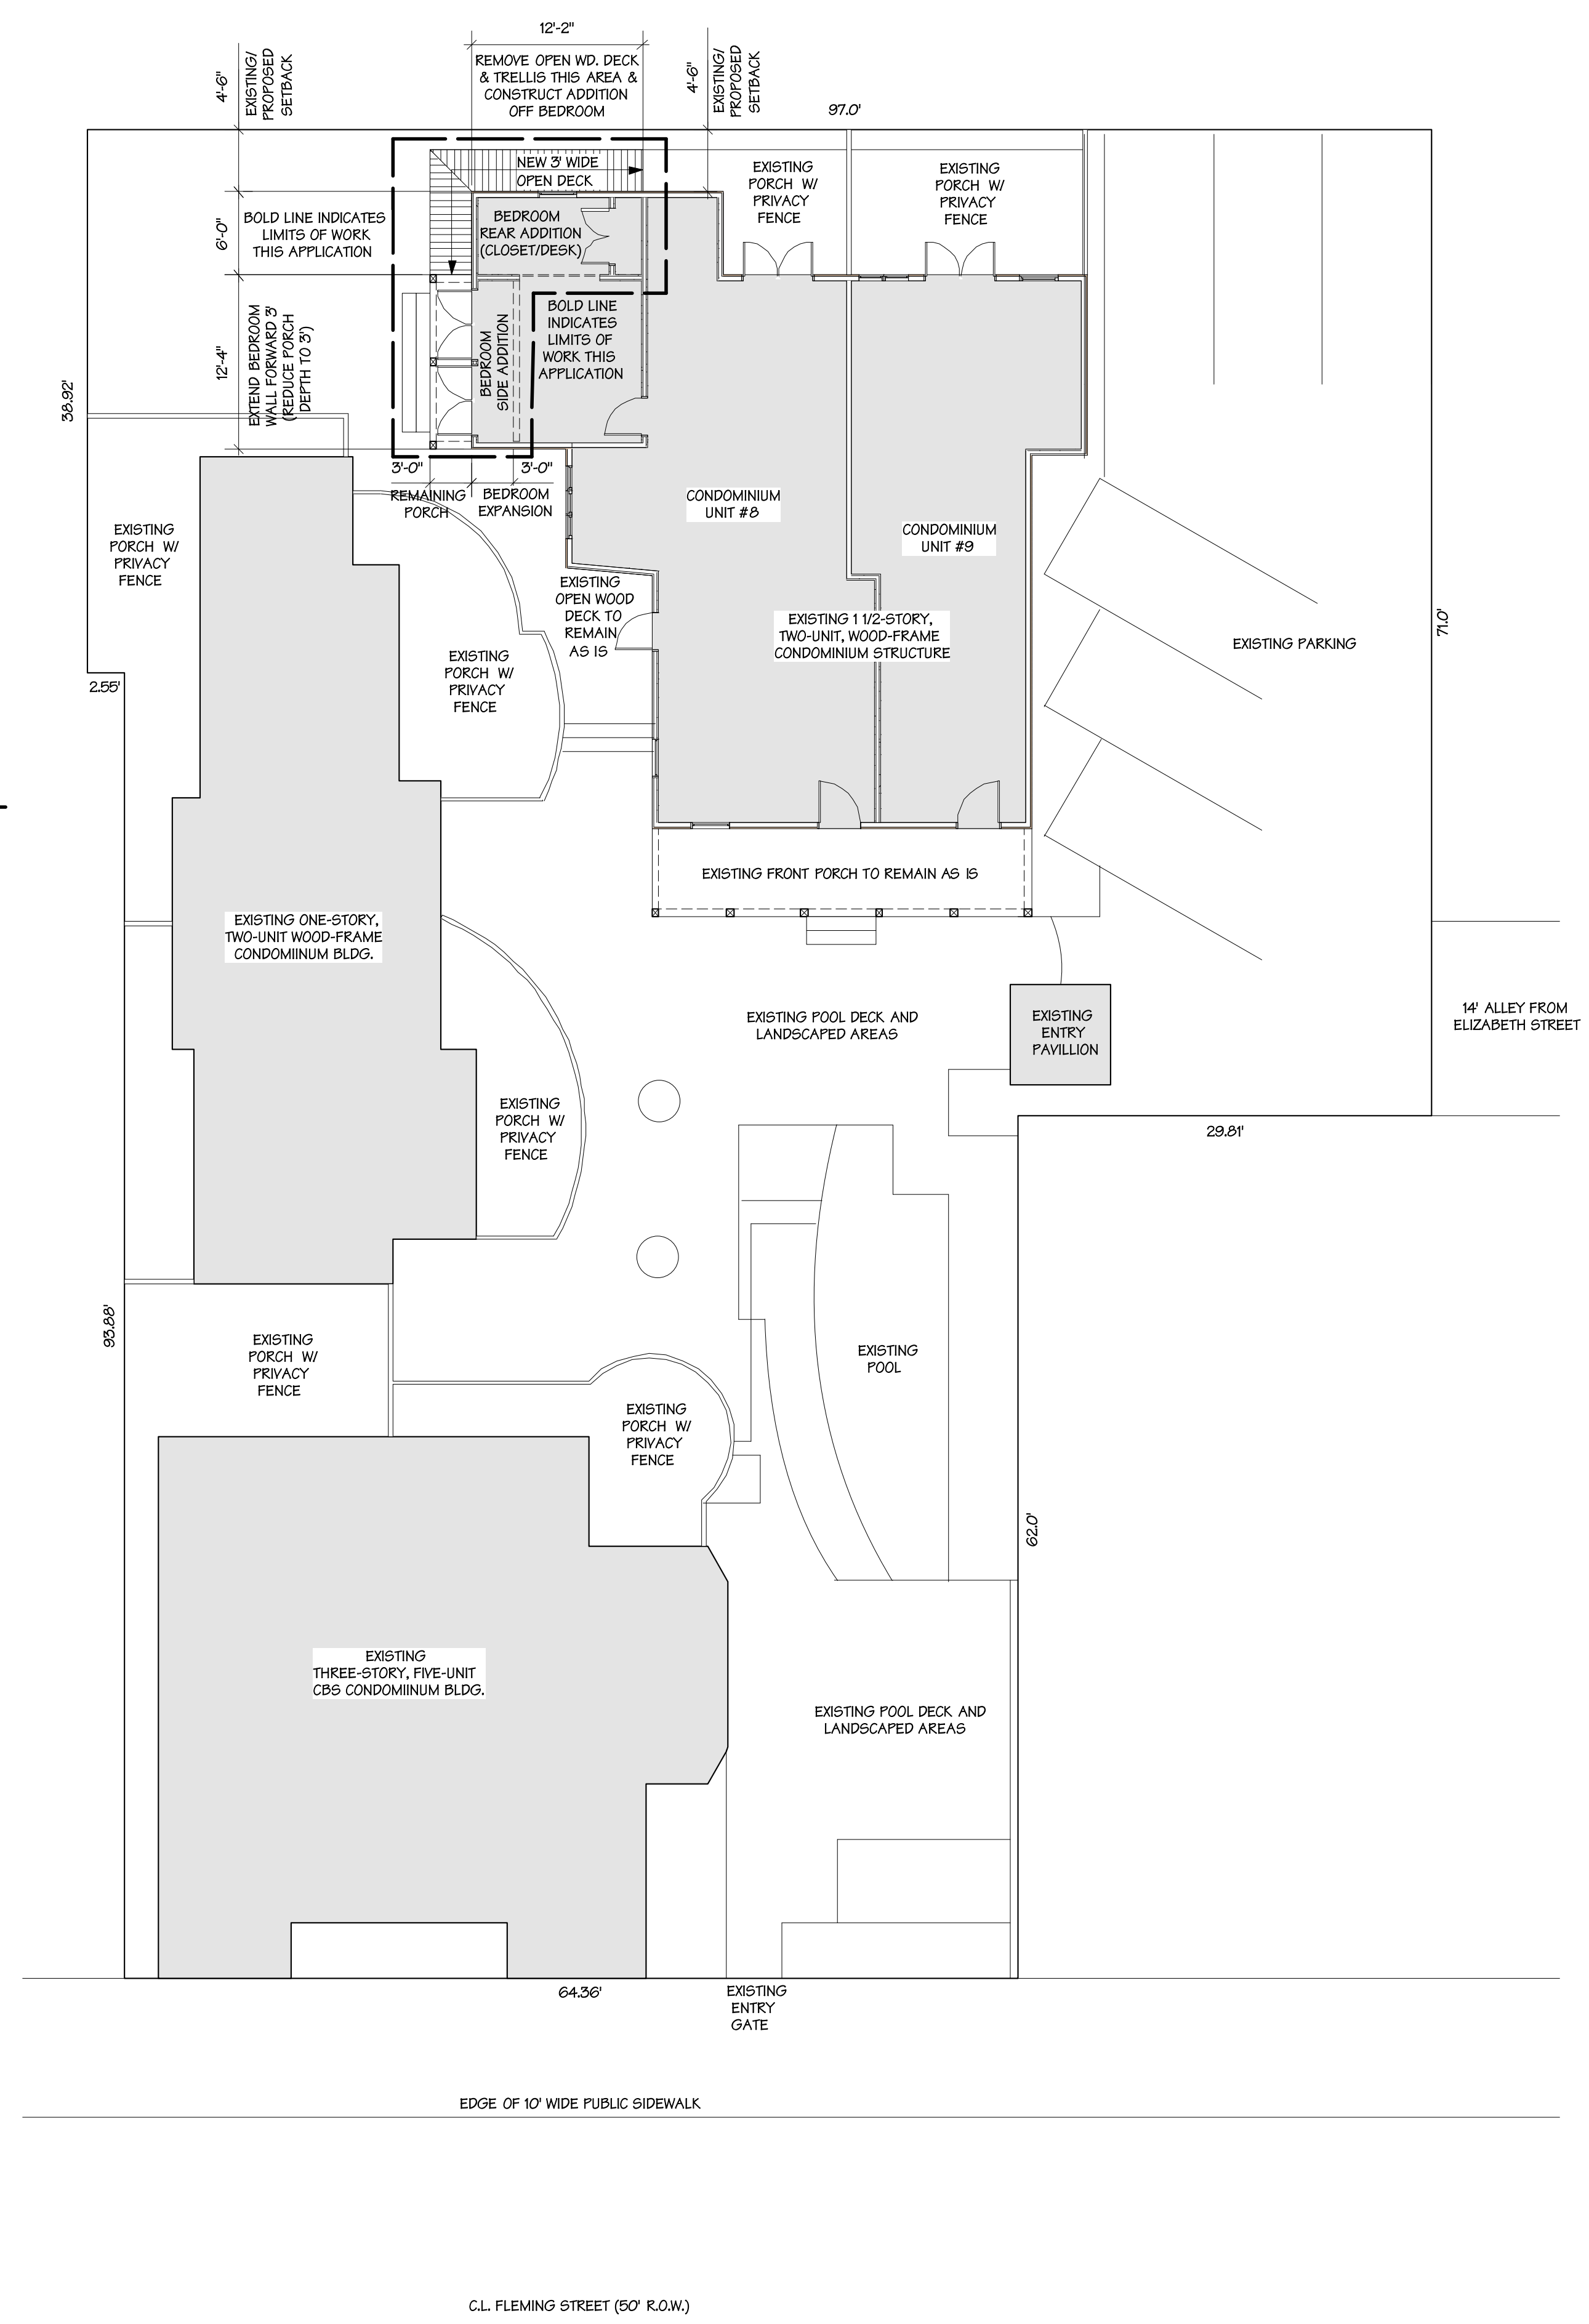 12'-2"
4'-6"
EXISTING/
PROPOSED
SETBACK
REMOVE OPEN WD. DECK
& TRELLIS THIS AREA &
CONSTRUCT ADDITION
OFF BEDROOM
4'-6"
EXISTING/
PROPOSED
SETBACK
97.0'
NEW 3' WIDE
OPEN DECK
EXISTING
PORCH W/
PRIVACY
FENCE
EXISTING
PORCH W/
PRIVACY
FENCE
6'-0"
BOLD LINE INDICATES
LIMITS OF WORK
THIS APPLICATION
BEDROOM
REAR ADDITION
(CLOSET/DESK)
12'-4"
EXTEND BEDROOM
WALL FORWARD 3'
(REDUCE PORCH
DEPTH TO 3')
BEDROOM
SIDE ADDITION
BOLD LINE
INDICATES
LIMITS OF
WORK THIS
APPLICATION
38.92'
3'-0"
3'-0"
REMAINING
PORCH
BEDROOM
EXPANSION
CONDOMINIUM
UNIT #8
CONDOMINIUM
UNIT #9
EXISTING
PORCH W/
PRIVACY
FENCE
EXISTING
OPEN WOOD
DECK TO
REMAIN
AS IS
EXISTING 1 1/2-STORY,
TWO-UNIT, WOOD-FRAME
CONDOMINIUM STRUCTURE
EXISTING PARKING
71.0'
EXISTING
PORCH W/
PRIVACY
FENCE
2.55'
EXISTING FRONT PORCH TO REMAIN AS IS
EXISTING ONE-STORY,
TWO-UNIT WOOD-FRAME
CONDOMIINUM BLDG.
EXISTING POOL DECK AND
LANDSCAPED AREAS
EXISTING
ENTRY
PAVILLION
14' ALLEY FROM
ELIZABETH STREET
EXISTING
PORCH W/
PRIVACY
FENCE
29.81'
93.88'
EXISTING
PORCH W/
PRIVACY
FENCE
EXISTING
POOL
EXISTING
PORCH W/
PRIVACY
FENCE
62.0'
EXISTING
THREE-STORY, FIVE-UNIT
CBS CONDOMIINUM BLDG.
EXISTING POOL DECK AND
LANDSCAPED AREAS
64.36'
EXISTING
ENTRY
GATE
EDGE OF 10' WIDE PUBLIC SIDEWALK
C.L. FLEMING STREET (50' R.O.W.)